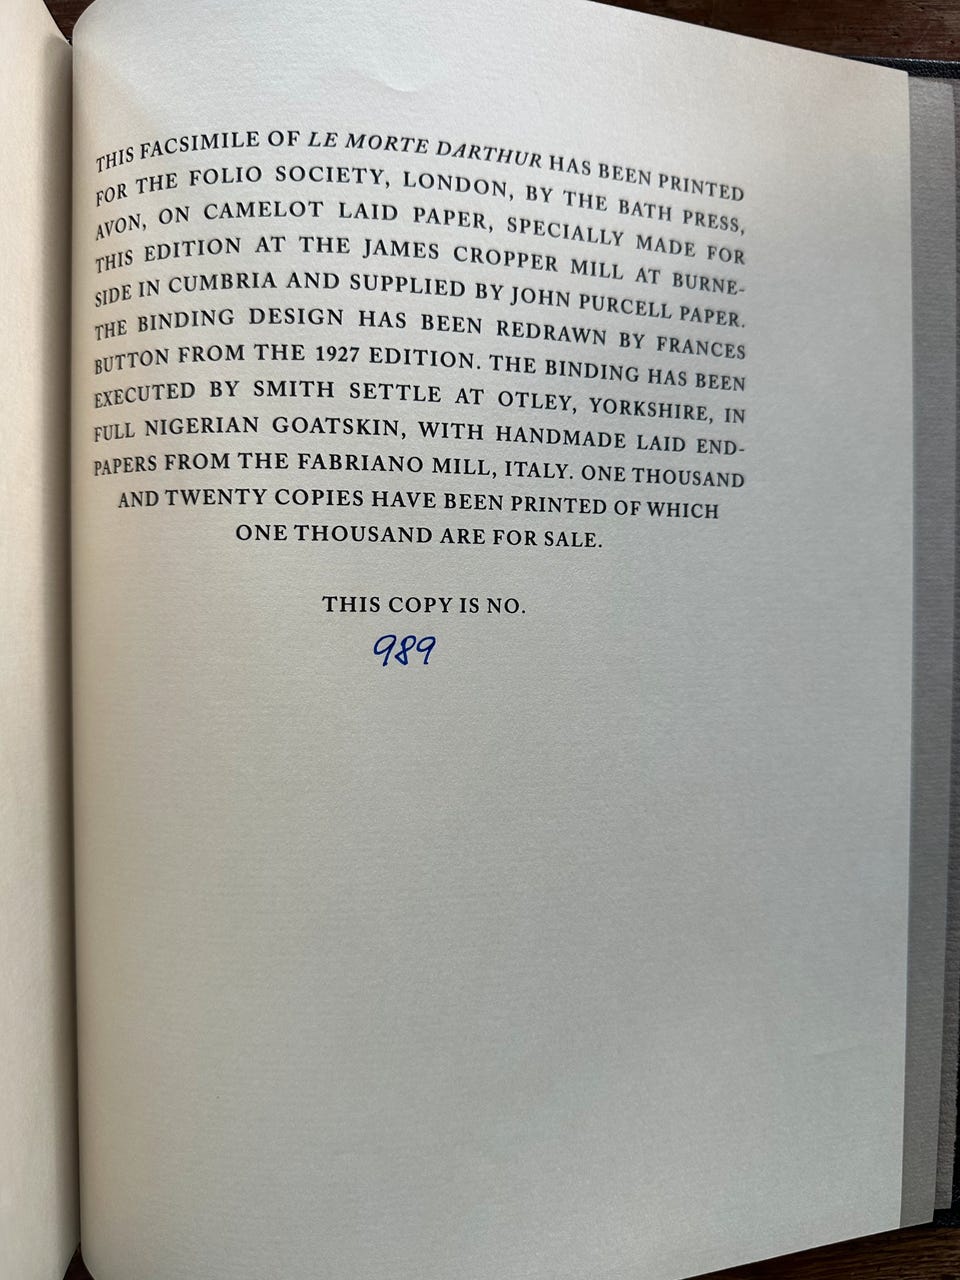 THIS FACSIMILE OF LE MORTE DARTHUR HAS BEEN PRINTED
FOR THE FOLIO SOCIETY, LONDON, BY THE BATH PRESS,
AVON, ON CAMELOT LAID PAPER, SPECIALLY MADE FOR
THIS EDITION AT THE JAMES CROPPER MILL AT BURNE-
SIDE IN CUMBRIA AND SUPPLIED BY JOHN PURCELL PAPER.
THE BINDING DESIGN HAS BEEN REDRAWN BY FRANCES
BUTTON FROM THE 1927 EDITION. THE BINDING HAS BEEN
EXECUTED BY SMITH SETTLE AT OTLEY, YORKSHIRE, IN
FULL NIGERIAN GOATSKIN, WITH HANDMADE LAID END-
PAPERS FROM THE FABRIANO MILL, ITALY. ONE THOUSAND
AND TWENTY COPIES HAVE BEEN PRINTED OF WHICH
ONE THOUSAND ARE FOR SALE.
THIS COPY IS NO.
989